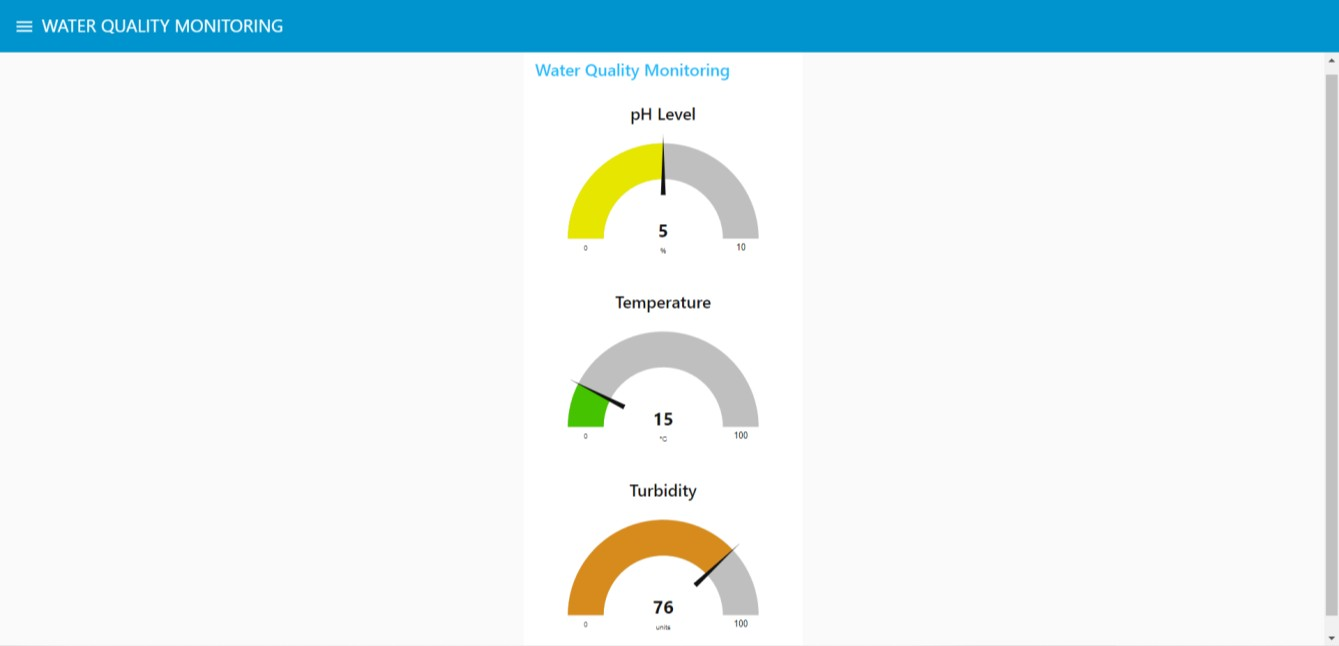 WATER QUALITY MONITORING
Water Quality Monitoring
pH Level
5
0
%
10
Temperature
15
0
°C
100
Turbidity
76
0
units
100